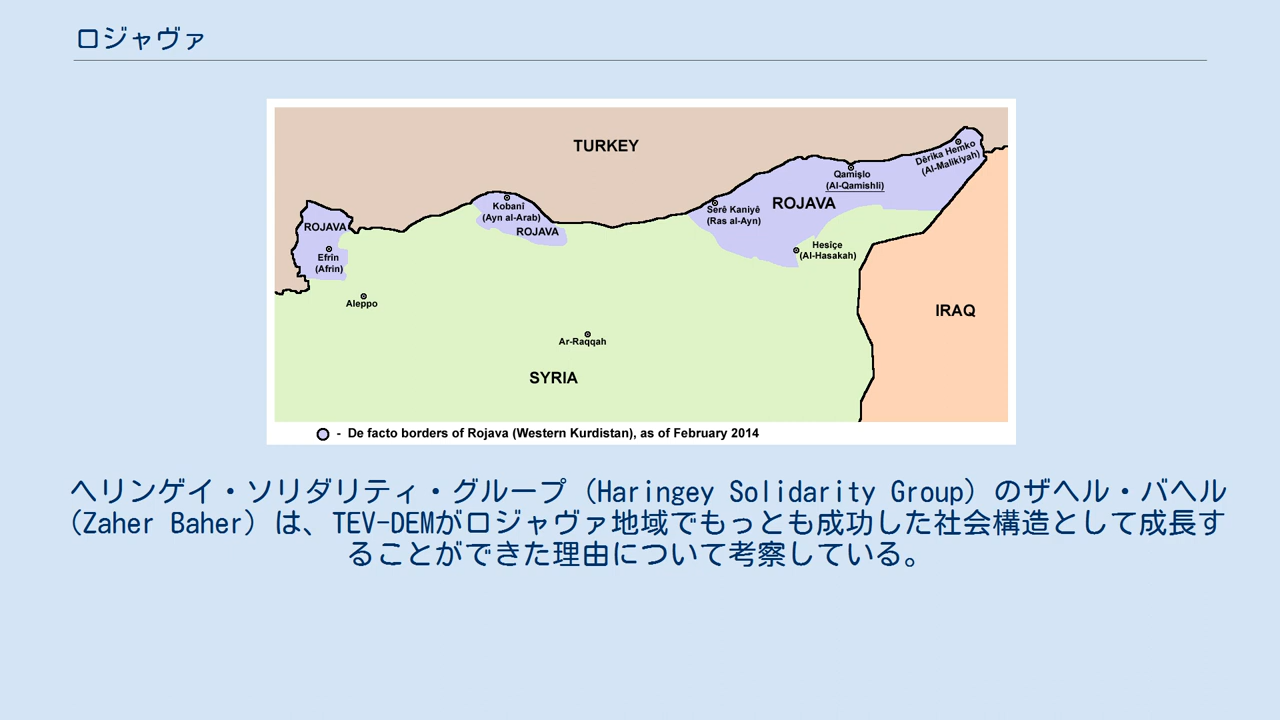 ロジャヴァ
TURKEY
Dêrika Hemko
(Al-Malikiyah)
Qamişlo
(Al-Qamishli)
Kobanî
(Ayn al-Arab)
ROJAVA
Serê Kaniyê
(Ras al-Ayn)
ROJAVA
ROJAVA
Efrîn
(Afrin)
Hesîçe
(Al-Hasakah)
Aleppo
IRAQ
Ar-Raqqah
SYRIA
- De facto borders of Rojava (Western Kurdistan), as of February 2014
ヘリンゲイ・ソリダリティ・グループ (Haringey Solidarity Group) のザヘル・バヘル
(Zaher Baher) は、TEV-DEMがロジャヴァ地域でもっとも成功した社会構造として成長す
ることができた理由について考察している。